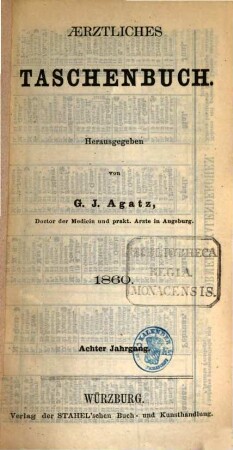 ÆRZTLICHES
TASCHENBUCH.
Herausgegeben
von
G. J. Agatz,
Doctor der Medicin und prakt. Arzte in Augsburg.
BIBLIOTHECA
REGIA
MONACENSIS.
1860.
Achter Jahrgang.
WÜRZBURG.
Verlag der STAHEL'schen Buch- und Kunsthandlung.